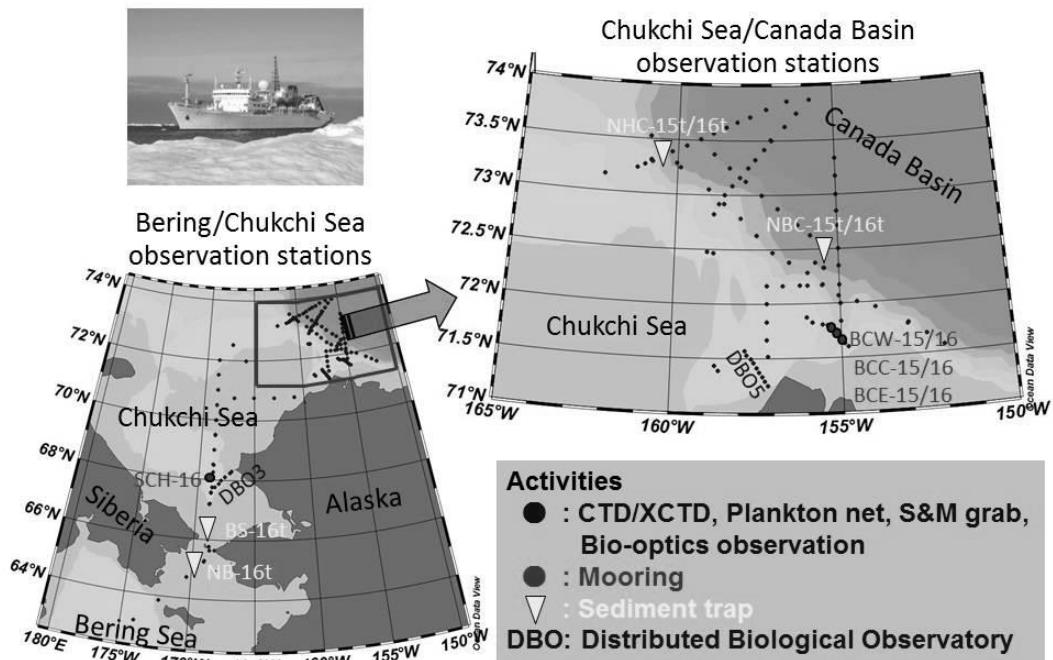 Chukchi Sea/Canada Basin
observation stations
74°N
73.5°N
73°N
72.5°N
72°N
71.5°N
71°N
165°W
160°W
155°W
150°W
NHC-15t/16t
Canada Basin
NBC-15t/16t
Chukchi Sea
DBO5
BCW-15/16
BCC-15/16
BCE-15/16
Ocean Data View
Bering/Chukchi Sea
observation stations
74°N
72°N
70°N
68°N
66°N
64°N
180°E
175°W
170°W
160°W
155°W
150°W
Chukchi Sea
SCH-16
DBO3
Siberia
Alaska
BS-16t
NB-16t
Bering Sea
Ocean Data View
Activities
: CTD/XCTD, Plankton net, S&M grab,
Bio-optics observation
: Mooring
: Sediment trap
DBO: Distributed Biological Observatory